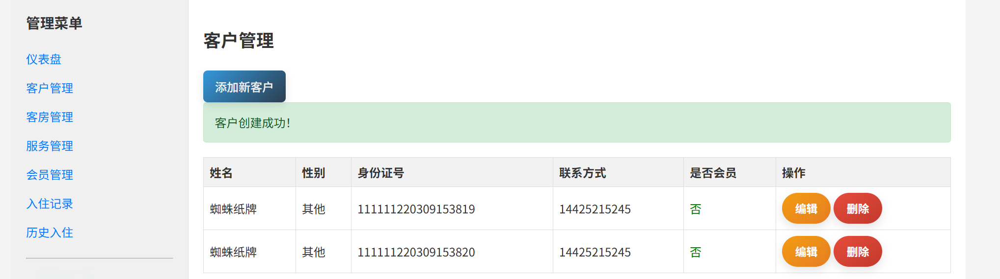 管理菜单
仪表盘
客户管理
客房管理
服务管理
会员管理
入住记录
历史入住
客户管理
添加新客户
客户创建成功！
姓名 性别 身份证号 联系方式 是否会员 操作
蜘蛛纸牌 其他 111111220309153819 14425215245 否 编辑 删除
蜘蛛纸牌 其他 111111220309153820 14425215245 否 编辑 删除